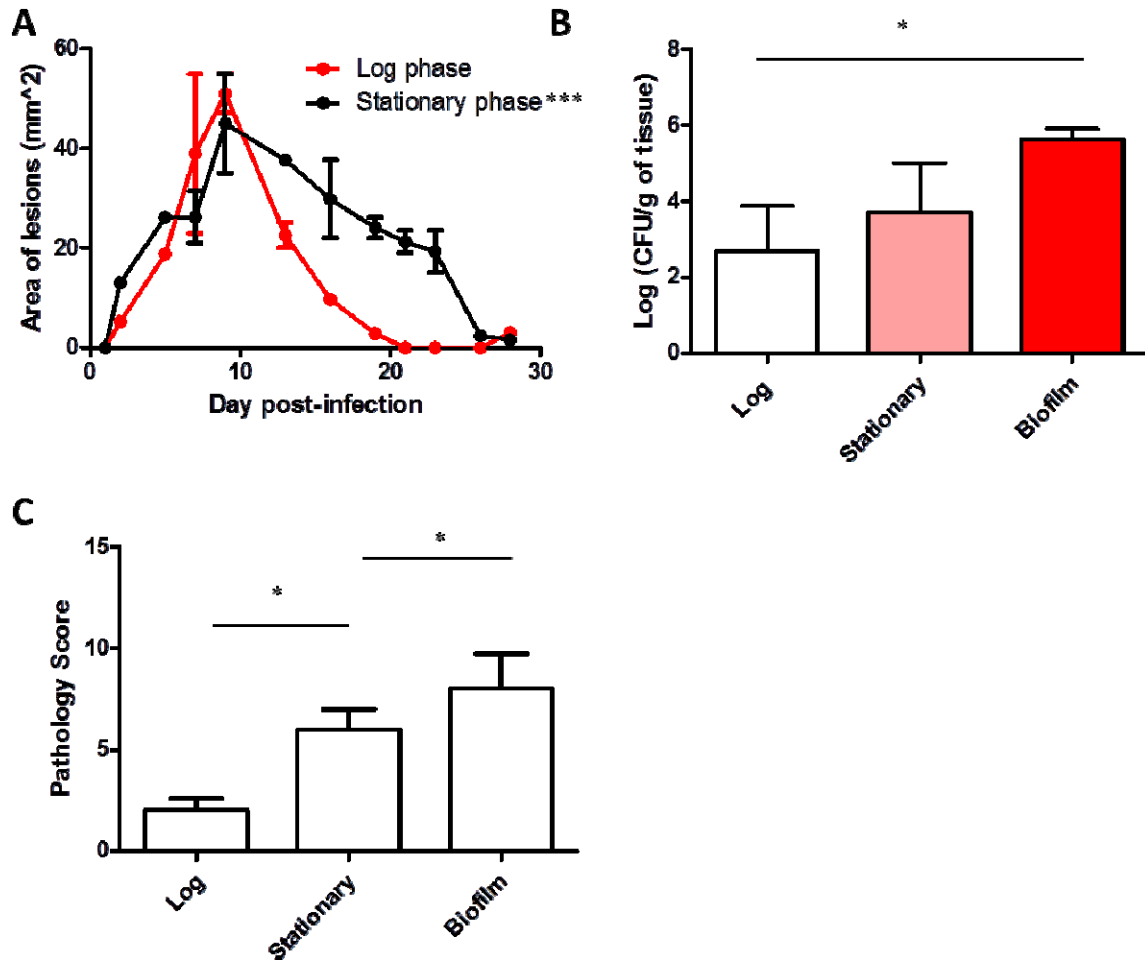 A
Area of lesions (mm^2)
60
40
20
0
0
10
20
30
Day post-infection
Log phase
Stationary phase***
B
Log (CFU/g of tissue)
8
6
4
2
0
*
Log
Stationary
Biofilm
C
Pathology Score
15
10
5
0
*
*
Log
Stationary
Biofilm